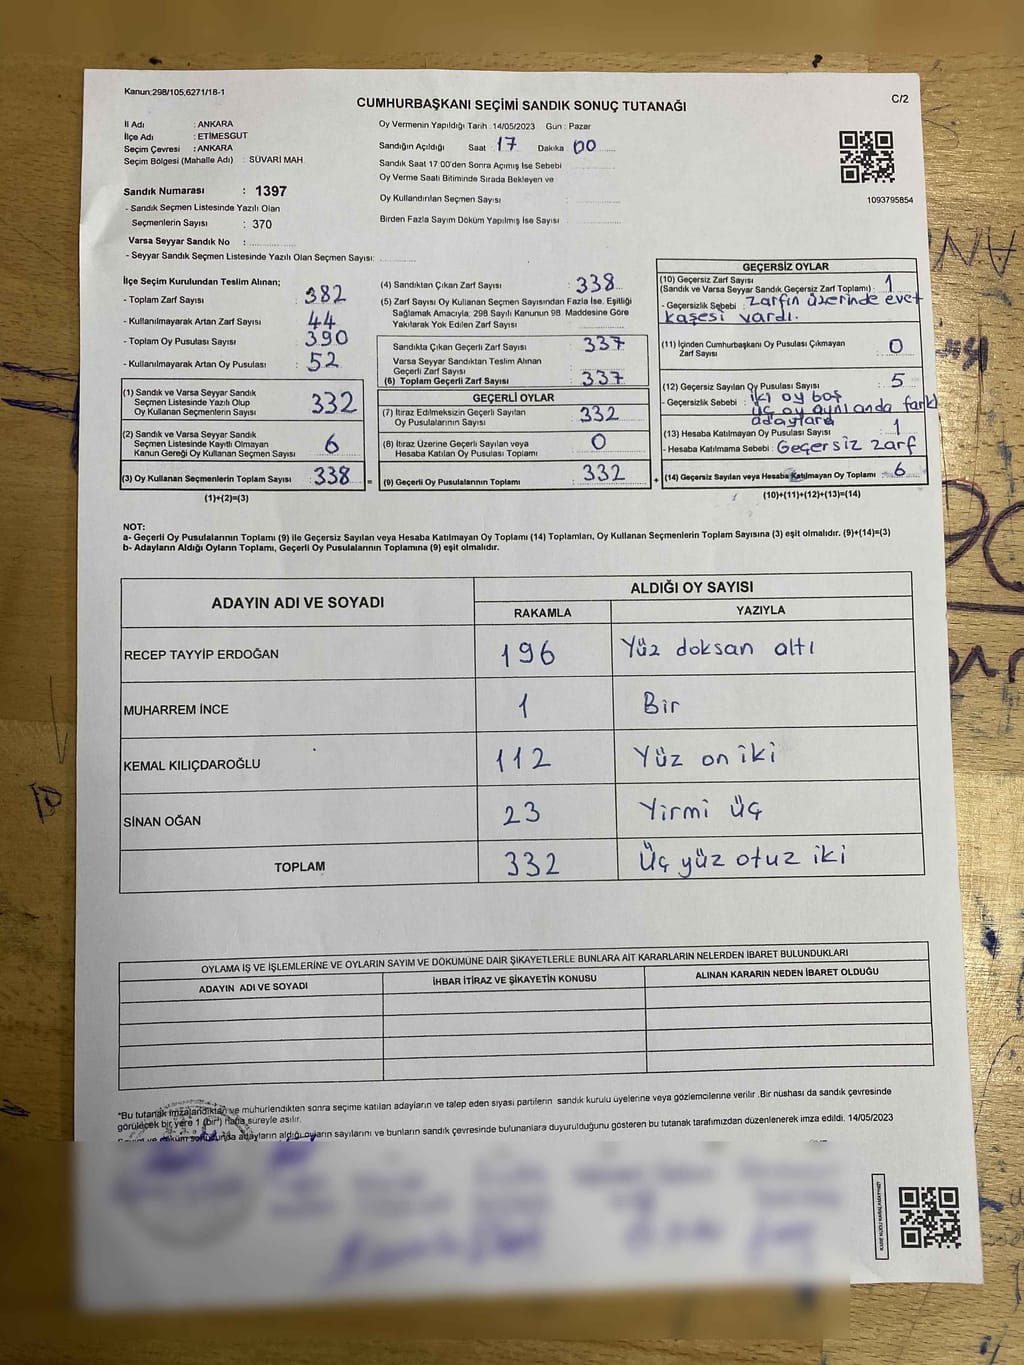 Kanun:298/105;6271/18-1
C/2
CUMHURBAŞKANI SEÇİMİ SANDIK SONUÇ TUTANAĞI
İl Adı : ANKARA
İlçe Adı : ETİMESGUT
Seçim Çevresi : ANKARA
Seçim Bölgesi (Mahalle Adı) : SÜVARİ MAH.
Sandık Numarası : 1397
- Sandık Seçmen Listesinde Yazılı Olan
Seçmenlerin Sayısı : 370
Varsa Seyyar Sandık No :
- Seyyar Sandık Seçmen Listesinde Yazılı Olan Seçmen Sayısı:
Oy Vermenin Yapıldığı Tarih :14/05/2023 Gün : Pazar
Sandığın Açıldığı Saat 17 Dakika 00
Sandık Saat 17 00'den Sonra Açımış İse Sebebi
Oy Verme Saati Bitiminde Sırada Bekleyen ve
Oy Kullandırılan Seçmen Sayısı :
Birden Fazla Sayım Döküm Yapılmış İse Sayısı
1093795854
İlçe Seçim Kurulundan Teslim Alınan;
- Toplam Zarf Sayısı : 382
- Kullanılmayarak Artan Zarf Sayısı : 44
- Toplam Oy Pusulası Sayısı : 390
- Kullanılmayarak Artan Oy Pusulası : 52
(1) Sandık ve Varsa Seyyar Sandık
Seçmen Listesinde Yazılı Olup
Oy Kullanan Seçmenlerin Sayısı 332
(2) Sandık ve Varsa Seyyar Sandık
Seçmen Listesinde Kayıtlı Olmayan
Kanun Gereği Oy Kullanan Seçmen Sayısı 6
(3) Oy Kullanan Seçmenlerin Toplam Sayısı 338 =
(1)+(2)=(3)
(4) Sandıktan Çıkan Zarf Sayısı : 338
(5) Zarf Sayısı Oy Kullanan Seçmen Sayısından Fazla İse, Eşitliği
Sağlamak Amacıyla, 298 Sayılı Kanunun 98 Maddesine Göre
Yakılarak Yok Edilen Zarf Sayısı :
Sandıkta Çıkan Geçerli Zarf Sayısı : 337
Varsa Seyyar Sandıktan Teslim Alınan
Geçerli Zarf Sayısı :
(6) Toplam Geçerli Zarf Sayısı : 337
GEÇERLİ OYLAR
(7) İtiraz Edilmeksizin Geçerli Sayılan
Oy Pusulalarının Sayısı : 332
(8) İtiraz Üzerine Geçerli Sayılan veya
Hesaba Katılan Oy Pusulası Toplamı : 0
(9) Geçerli Oy Pusulalarının Toplamı : 332 +
GEÇERSİZ OYLAR
(10) Geçersiz Zarf Sayısı
(Sandık ve Varsa Seyyar Sandık Geçersiz Zarf Toplamı) : 1
- Geçersizlik Sebebi : Zarfın üzerinde evet
kaşesi vardı.
(11) İçinden Cumhurbaşkanı Oy Pusulası Çıkmayan
Zarf Sayısı : 0
(12) Geçersiz Sayılan Oy Pusulası Sayısı : 5
- Geçersizlik Sebebi : iki oy boş
üç oy aynı anda farklı
adaylara
(13) Hesaba Katılmayan Oy Pusulası Sayısı : 1
- Hesaba Katılmama Sebebi : Geçersiz zarf
(14) Geçersiz Sayılan veya Hesaba Katılmayan Oy Toplamı : 6
(10)+(11)+(12)+(13)=(14)
NOT:
a- Geçerli Oy Pusulalarının Toplamı (9) ile Geçersiz Sayılan veya Hesaba Katılmayan Oy Toplamı (14) Toplamları, Oy Kullanan Seçmenlerin Toplam Sayısına (3) eşit olmalıdır. (9)+(14)=(3)
b- Adayların Aldığı Oyların Toplamı, Geçerli Oy Pusulalarının Toplamına (9) eşit olmalıdır.
ADAYIN ADI VE SOYADI
ALDIĞI OY SAYISI
RAKAMLA YAZIYLA
RECEP TAYYİP ERDOĞAN 196 Yüz doksan altı
MUHARREM İNCE 1 Bir
KEMAL KILIÇDAROĞLU 112 Yüz on iki
SİNAN OĞAN 23 Yirmi üç
TOPLAM 332 Üç yüz otuz iki
OYLAMA İŞ VE İŞLEMLERİNE VE OYLARIN SAYIM VE DÖKÜMÜNE DAİR ŞİKAYETLERLE BUNLARA AİT KARARLARIN NELERDEN İBARET BULUNDUKLARI
ADAYIN ADI VE SOYADI İHBAR İTİRAZ VE ŞİKAYETİN KONUSU ALINAN KARARIN NEDEN İBARET OLDUĞU
*Bu tutanak imzalandıktan ve mühürlendikten sonra seçime katılan adayların ve talep eden siyasi partilerin sandık kurulu üyelerine veya gözlemcilerine verilir .Bir nüshası da sandık çevresinde
görülecek bir yere 1 (bir) hafta süreyle asılır.
döküm sonucunda adayların aldığı oyların sayılarını ve bunların sandık çevresinde bulunanlara duyurulduğunu gösteren bu tutanak tarafımızdan düzenlenerek imza edildi. 14/05/2023
KARE KODU KARALAMAYINIZ!